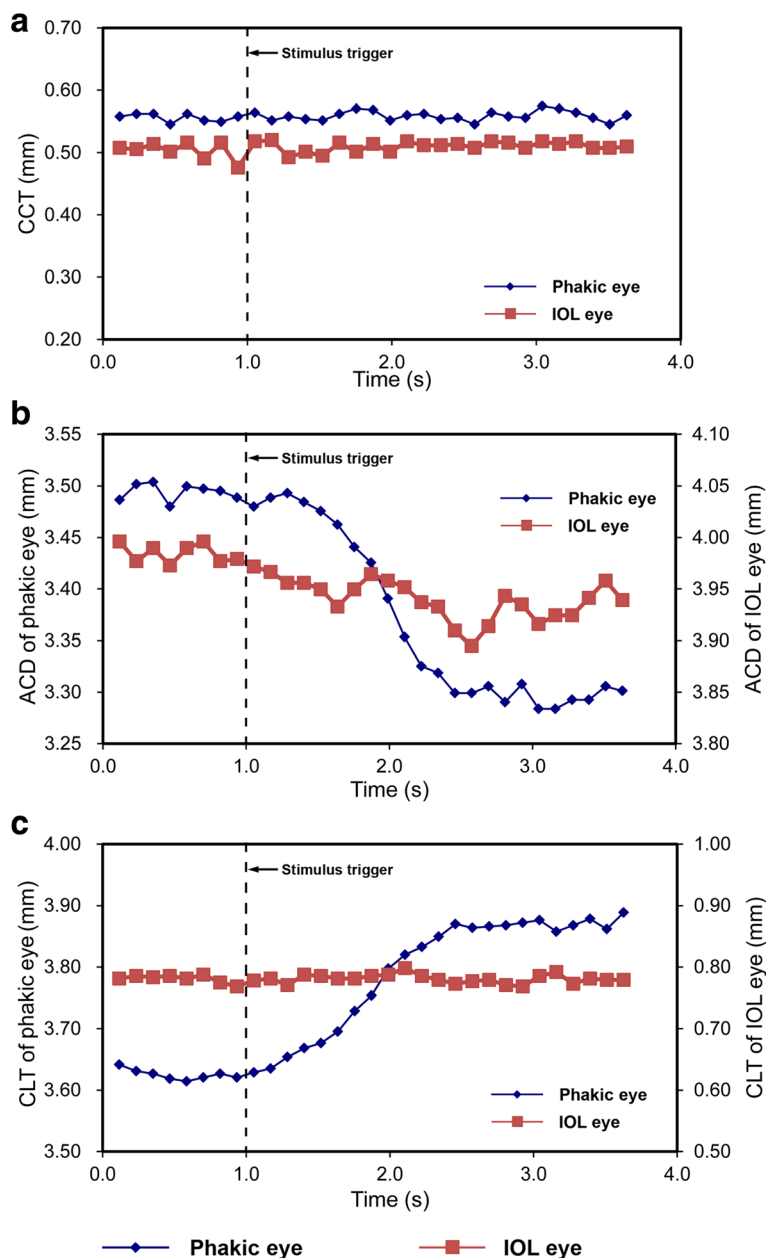 a
0.70
0.60
0.50
0.40
0.30
0.20
CCT (mm)
Stimulus trigger
Phakic eye
IOL eye
0.0 1.0 2.0 3.0 4.0
Time (s)
b
3.55
3.50
3.45
3.40
3.35
3.30
3.25
ACD of phakic eye (mm)
Stimulus trigger
Phakic eye
IOL eye
4.10
4.05
4.00
3.95
3.90
3.85
3.80
ACD of IOL eye (mm)
0.0 1.0 2.0 3.0 4.0
Time (s)
c
4.00
3.90
3.80
3.70
3.60
3.50
CLT of phakic eye (mm)
Stimulus trigger
Phakic eye
IOL eye
1.00
0.90
0.80
0.70
0.60
0.50
CLT of IOL eye (mm)
0.0 1.0 2.0 3.0 4.0
Time (s)
Phakic eye IOL eye